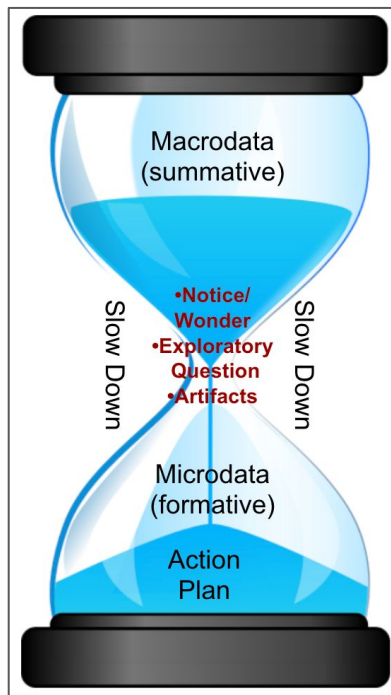 Macrodata
(summative)
Slow Down
•Notice/
Wonder
•Exploratory
Question
•Artifacts
Slow Down
Microdata
(formative)
Action
Plan